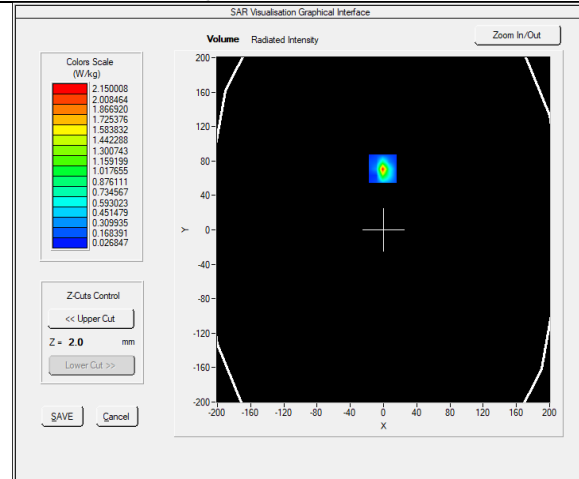 SAR Visualisation Graphical Interface
Volume Radiated Intensity
Zoom In/Out
Colors Scale
(W/kg)
2.150008
2.008464
1.866920
1.725376
1.583832
1.442288
1.300743
1.159199
1.017655
0.876111
0.734567
0.593023
0.451479
0.309935
0.168391
0.026847
Z-Cuts Control
<< Upper Cut
Z = 2.0 mm
Lower Cut >>
SAVE Cancel
200
160
120
80
40
0
-40
-80
-120
-160
-200
Y
-200 -160 -120 -80 -40 0 40 80 120 160 200
X